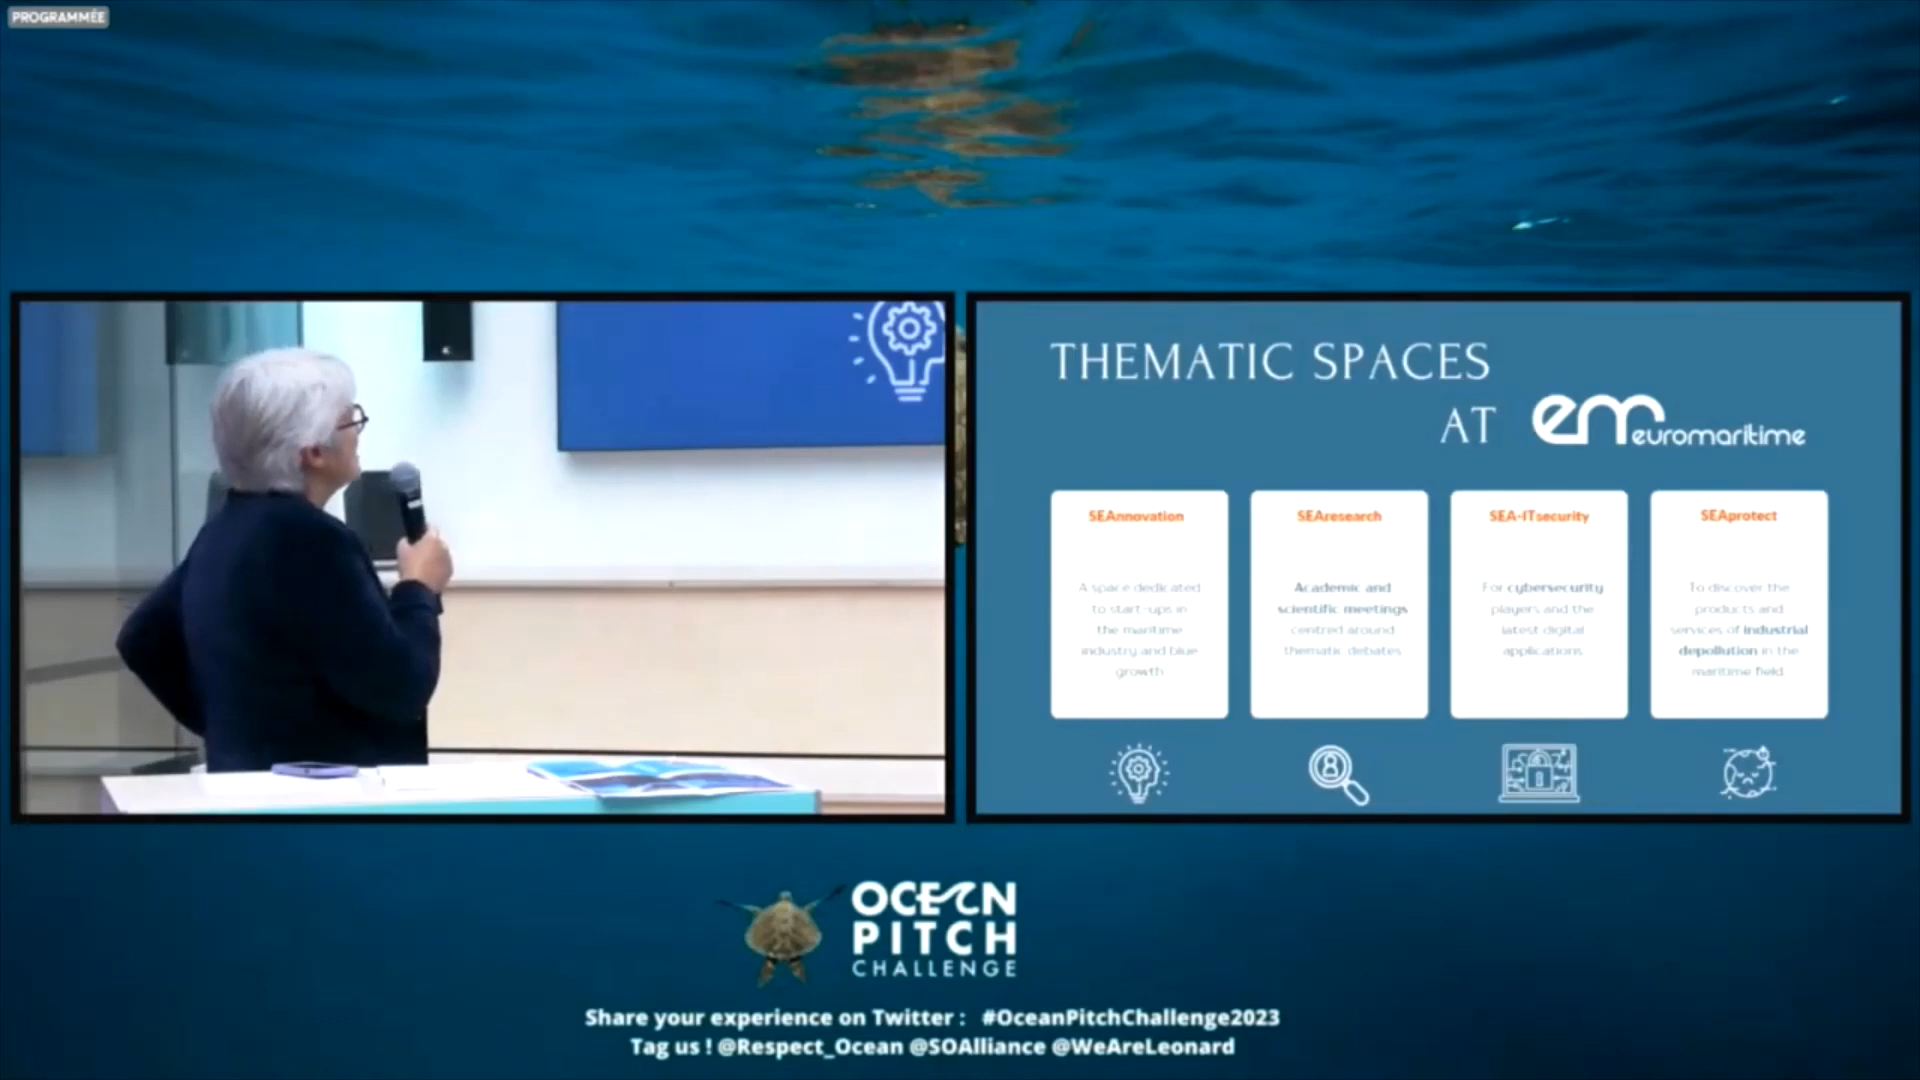 PROGRAMMÉE
THEMATIC SPACES
AT em euromaritime
SEAnnovation
A space dedicated
to start-ups in
the maritime
industry and blue
growth
SEAresearch
Academic and
scientific meetings
centred around
thematic debates
SEA-ITsecurity
For cybersecurity
players and the
latest digital
applications
SEAprotect
To discover the
products and
services of industrial
depollution in the
maritime field
OCEAN
PITCH
CHALLENGE
Share your experience on Twitter : #OceanPitchChallenge2023
Tag us ! @Respect_Ocean @SOAlliance @WeAreLeonard